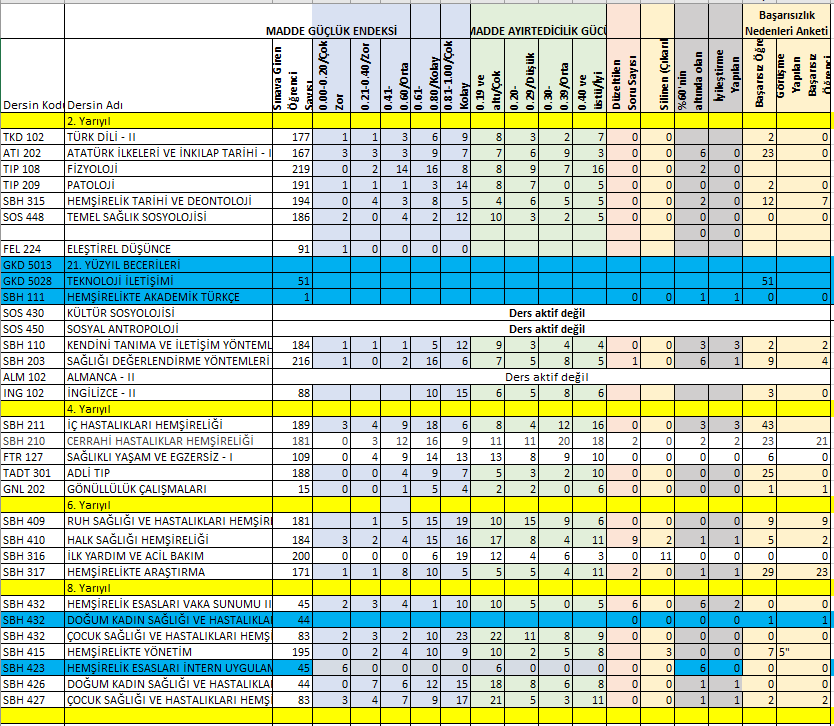 MADDE GÜÇLÜK ENDEKSİ MADDE AYIRTEDİCİLİK GÜCÜ Başarısızlık Nedenleri Anketi
Dersin Kodu Dersin Adı Sınava Giren Öğrenci Sayısı 0.00-0.20/Çok Zor 0.21-0.40/Zor 0.41-0.60/Orta 0.61-0.80/Kolay 0.81-1.00/Çok Kolay 0.19 ve altı/Çok 0.20-0.29/Düşük 0.30-0.39/Orta 0.40 ve üstü/İyi Düzeltilen Soru Sayısı Silinen (Çıkarıl %60'nin altında olan İyileştirme Yapılan Başarısız Öğre Görüşme Yapılan Başarısız Öğrenci
2. Yarıyıl
TKD 102 TÜRK DİLİ - II 177 1 1 3 6 9 8 3 2 7 0 0 2 0
ATI 202 ATATÜRK İLKELERİ VE İNKILAP TARİHİ - I 167 3 3 3 9 7 7 6 9 3 0 0 6 0 23 0
TIP 108 FİZYOLOJİ 219 0 2 14 16 8 8 9 7 16 0 0 2 0
TIP 209 PATOLOJİ 191 1 1 1 3 14 8 7 0 5 0 0 2 0
SBH 315 HEMŞİRELİK TARİHİ VE DEONTOLOJİ 194 0 4 3 8 5 4 6 5 5 0 0 2 0 12 7
SOS 448 TEMEL SAĞLIK SOSYOLOJİSİ 186 2 0 4 2 12 10 3 2 5 0 0 0 0 0 0
0 0
FEL 224 ELEŞTİREL DÜŞÜNCE 91 1 0 0 0 0
GKD 5013 21. YÜZYIL BECERİLERİ
GKD 5028 TEKNOLOJİ İLETİŞİMİ 51 51
SBH 111 HEMŞİRELİKTE AKADEMİK TÜRKÇE 1 0 0 1 1 0 0
SOS 430 KÜLTÜR SOSYOLOJİSİ Ders aktif değil
SOS 450 SOSYAL ANTROPOLOJİ Ders aktif değil
SBH 110 KENDİNİ TANIMA VE İLETİŞİM YÖNTEML 184 1 1 1 5 12 9 3 4 4 0 0 3 3 2 2
SBH 203 SAĞLIĞI DEĞERLENDİRME YÖNTEMLERİ 216 1 0 2 16 6 7 5 8 5 1 0 6 1 9 4
ALM 102 ALMANCA - II Ders aktif değil
ING 102 İNGİLİZCE - II 88 10 15 6 5 8 6 3 0
4. Yarıyıl
SBH 211 İÇ HASTALIKLARI HEMŞİRELİĞİ 189 3 4 9 18 6 8 4 12 16 0 0 3 3 43
SBH 210 CERRAHİ HASTALIKLAR HEMŞİRELİĞİ 181 0 3 12 16 9 11 11 20 18 2 0 2 2 23 21
FTR 127 SAĞLIKLI YAŞAM VE EGZERSİZ - I 109 0 4 9 14 13 13 8 9 10 0 0 0 0 6 0
TADT 301 ADLİ TIP 188 0 0 4 9 7 5 3 2 10 0 0 0 0 25 0
GNL 202 GÖNÜLLÜLÜK ÇALIŞMALARI 15 0 0 1 5 4 2 2 0 6 0 0 0 0 1 1
6. Yarıyıl
SBH 409 RUH SAĞLIĞI VE HASTALIKLARI HEMŞİRI 181 1 5 15 19 10 15 9 6 0 0 0 0 9 9
SBH 410 HALK SAĞLIĞI HEMŞİRELİĞİ 184 3 2 4 15 16 17 8 4 11 9 2 1 1 5 2
SBH 316 İLK YARDIM VE ACİL BAKIM 200 0 0 0 6 19 12 4 6 3 0 11 0 0 0 0
SBH 317 HEMŞİRELİKTE ARAŞTIRMA 171 1 1 8 10 5 5 5 4 11 2 0 1 1 29 23
8. Yarıyıl
SBH 432 HEMŞİRELİK ESASLARI VAKA SUNUMU II 45 2 3 4 1 10 10 5 0 5 6 0 6 2 0 0
SBH 432 DOĞUM KADIN SAĞLIĞI VE HASTALIKLAI 44 0 0 0 0 1 1
SBH 432 ÇOCUK SAĞLIĞI VE HASTALIKLARI HEMŞİ 83 2 3 2 10 23 22 11 8 9 0 0 0 0 0 0
SBH 415 HEMŞİRELİKTE YÖNETİM 195 0 2 4 10 9 10 2 5 8 3 0 0 7 5"
SBH 423 HEMŞİRELİK ESASLARI İNTERN UYGULAM 45 6 0 0 0 0 6 0 0 0 0 0 6 0 0 0
SBH 426 DOĞUM KADIN SAĞLIĞI VE HASTALIKLAI 44 0 7 6 12 15 18 8 6 8 0 0 1 1 0 0
SBH 427 ÇOCUK SAĞLIĞI VE HASTALIKLARI HEMŞİ 83 3 4 7 9 17 21 5 3 11 0 0 1 1 2 2